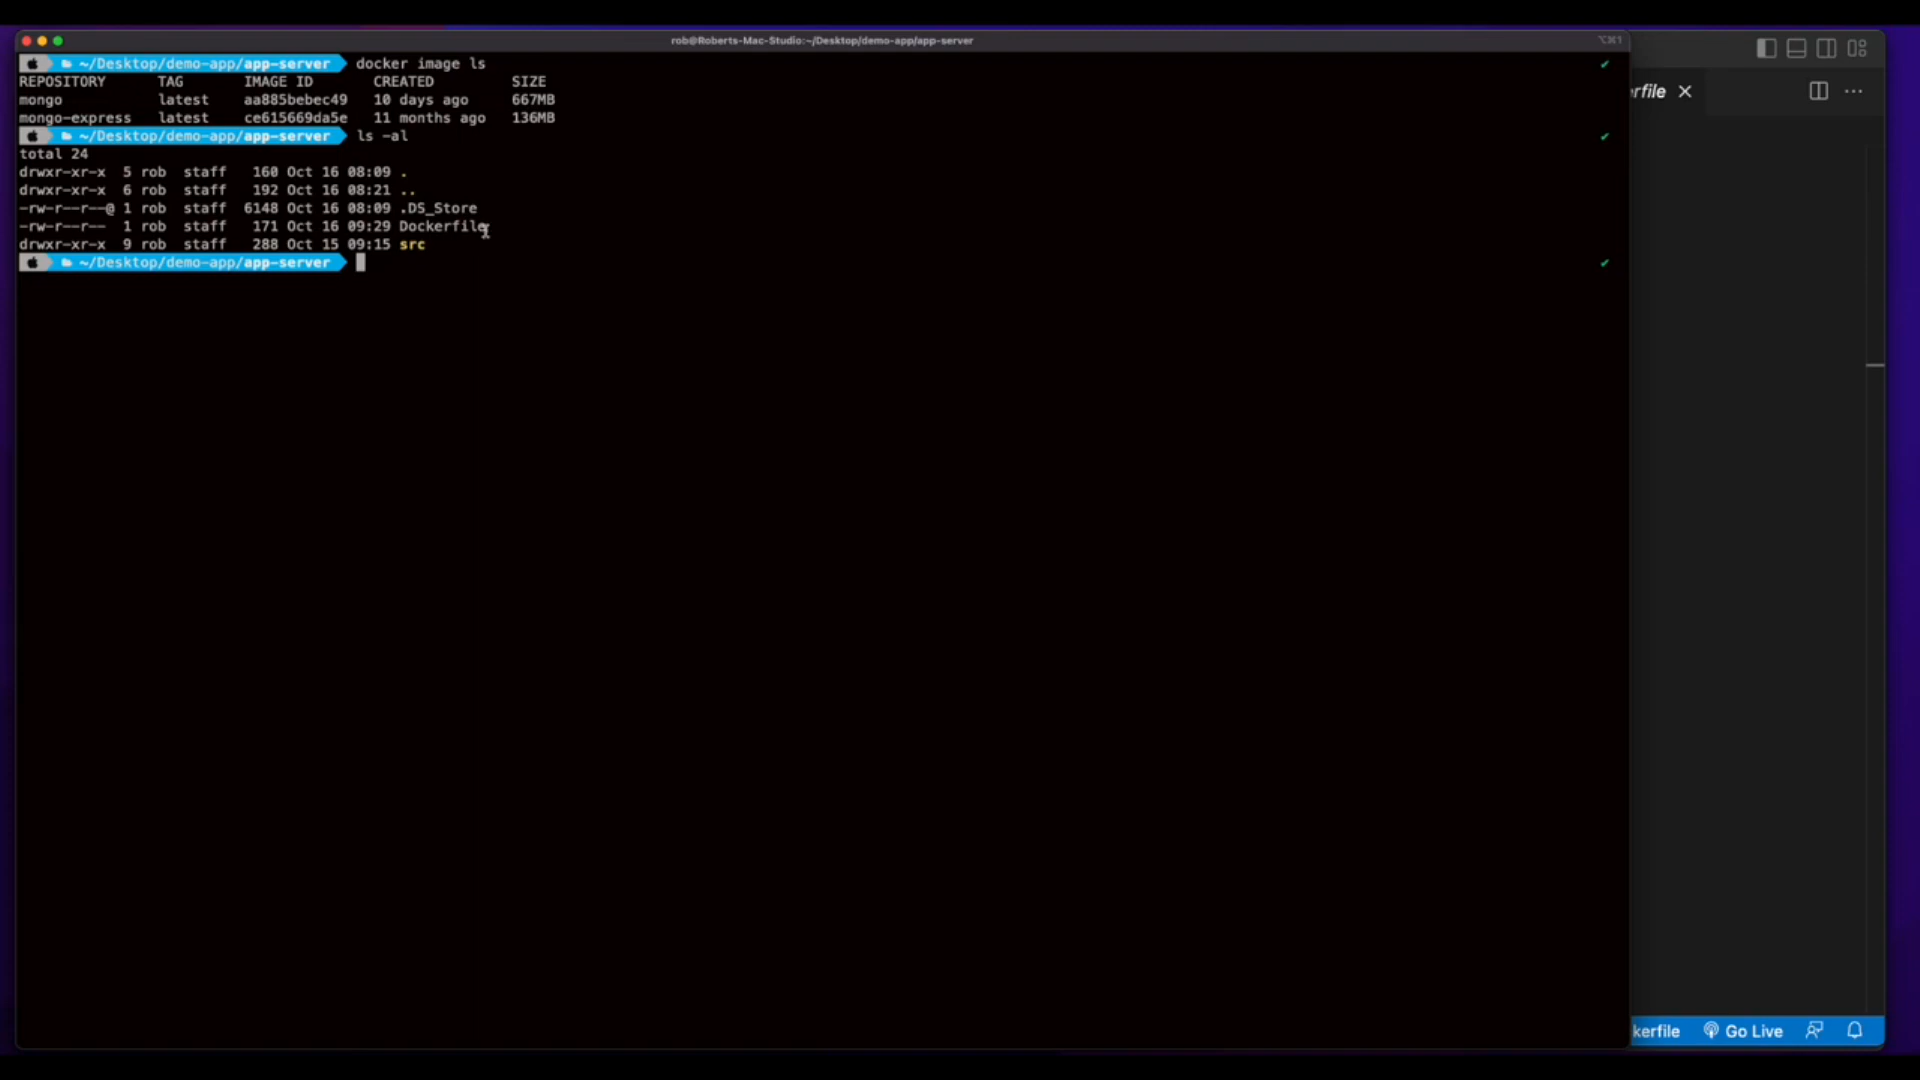 rob@Roberts-Mac-Studio:~/Desktop/demo-app/app-server
⌥⌘1
~/Desktop/demo-app/app-server docker image ls ✔
REPOSITORY TAG IMAGE ID CREATED SIZE
mongo latest aa885bebec49 10 days ago 667MB
mongo-express latest ce615669da5e 11 months ago 136MB
~/Desktop/demo-app/app-server ls -al ✔
total 24
drwxr-xr-x 5 rob staff 160 Oct 16 08:09 .
drwxr-xr-x 6 rob staff 192 Oct 16 08:21 ..
-rw-r--r--@ 1 rob staff 6148 Oct 16 08:09 .DS_Store
-rw-r--r-- 1 rob staff 171 Oct 16 09:29 Dockerfile
drwxr-xr-x 9 rob staff 288 Oct 15 09:15 src
~/Desktop/demo-app/app-server ✔
rfile
kerfile Go Live